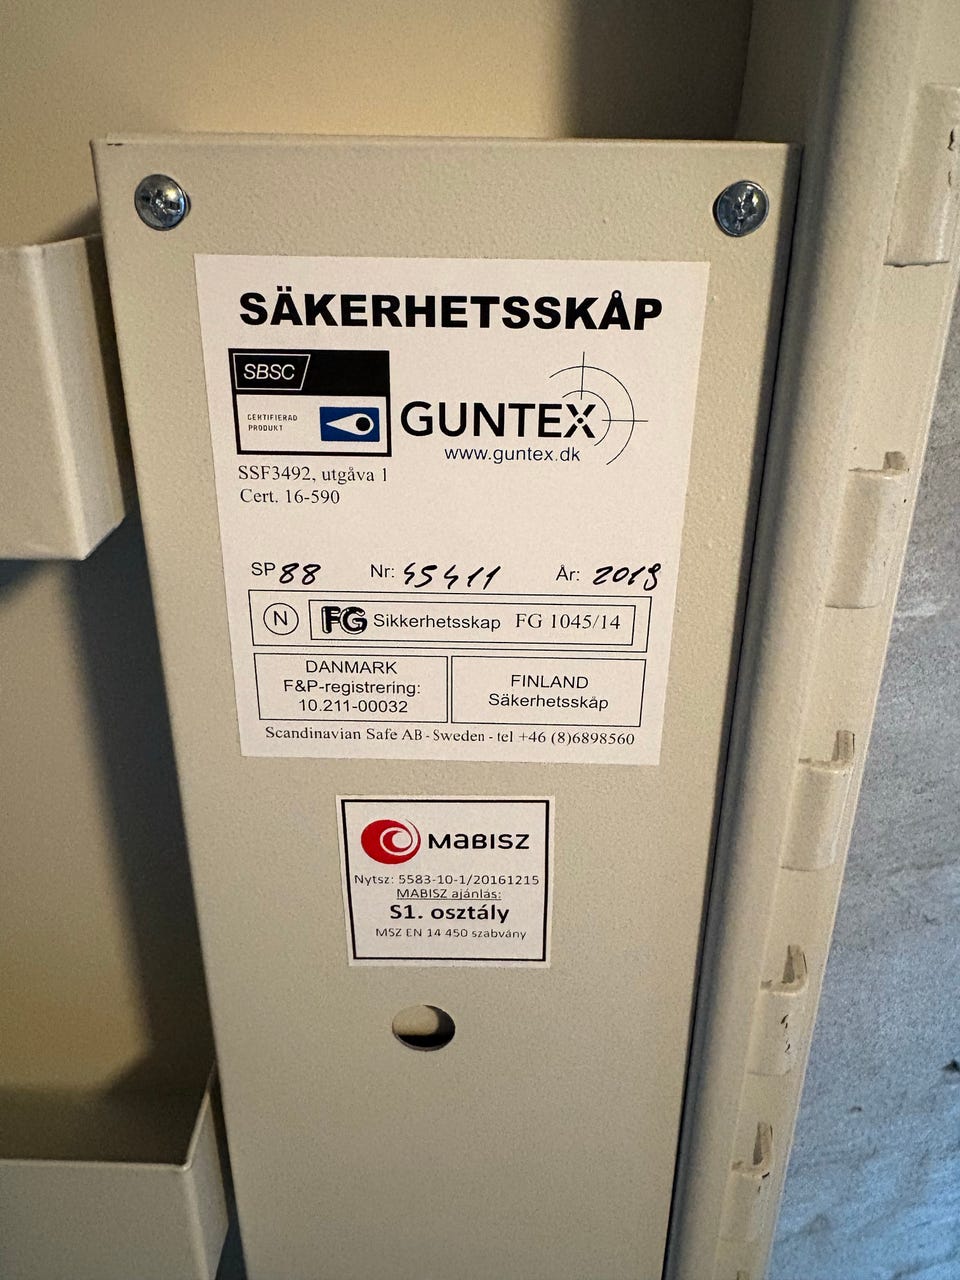 SÄKERHETSSKÅP
SBSC
CERTIFIERAD
PRODUKT
GUNTEX
www.guntex.dk
SSF3492, utgåva 1
Cert. 16-590
SP 88 Nr: 45411 År: 2019
N FG Sikkerhetsskap FG 1045/14
DANMARK
F&P-registrering:
10.211-00032
FINLAND
Säkerhetsskåp
Scandinavian Safe AB - Sweden - tel +46 (8)6898560
MABISZ
Nytsz: 5583-10-1/20161215
MABISZ ajánlás:
S1. osztály
MSZ EN 14 450 szabvány